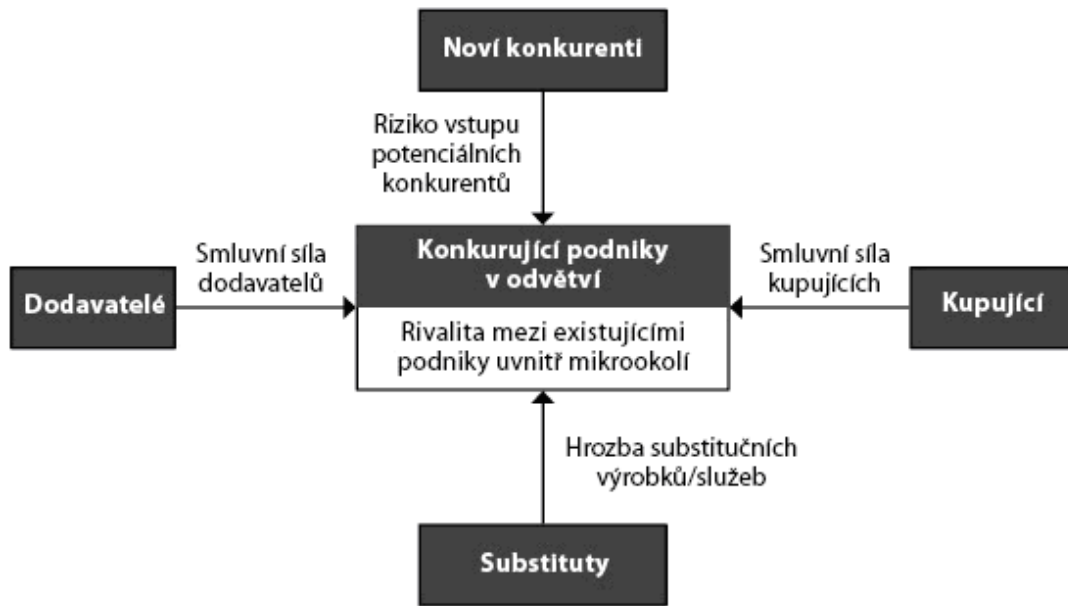 Noví konkurenti
Riziko vstupu
potenciálních
konkurentů
Konkurující podniky
v odvětví
Smluvní síla
dodavatelů
Smluvní síla
kupujících
Dodavatelé
Kupující
Rivalita mezi existujícími
podniky uvnitř mikrookolí
Hrozba substitučních
výrobků/služeb
Substituty